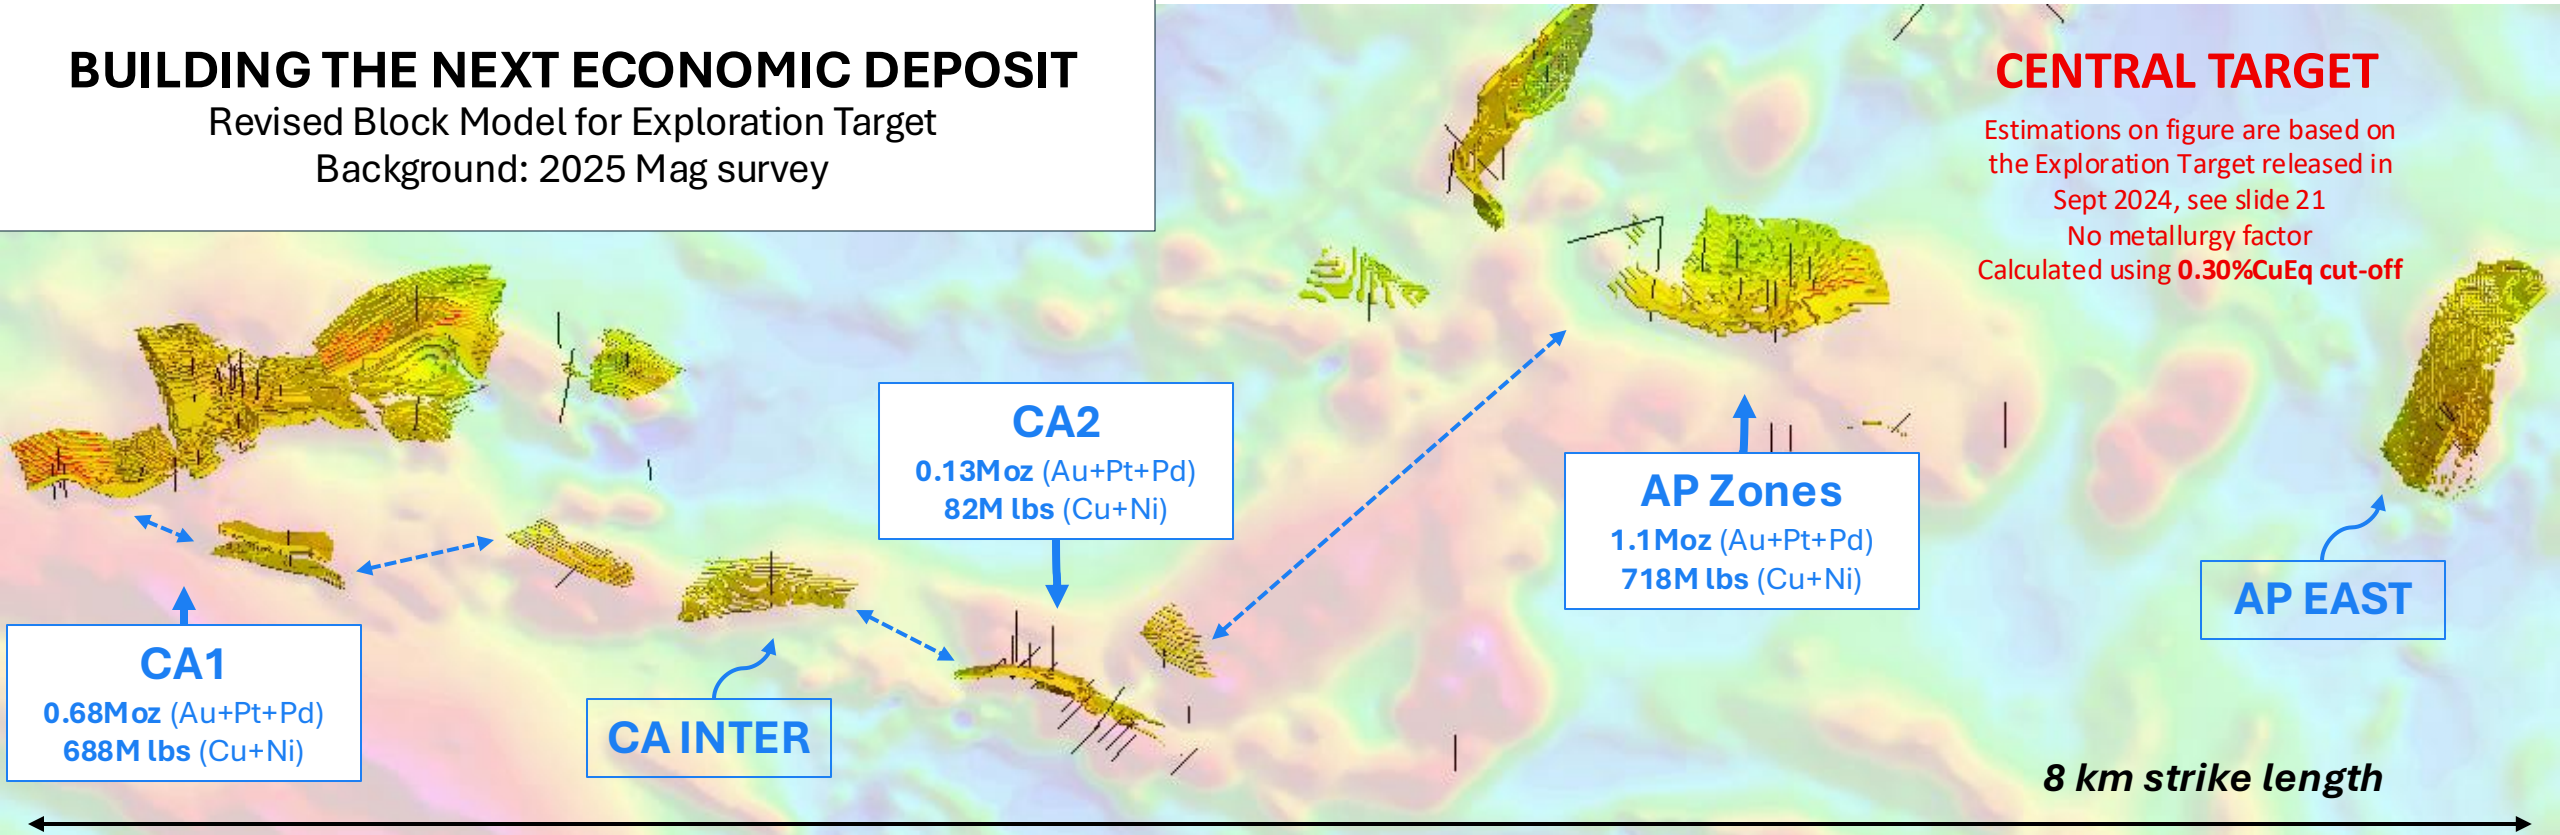 BUILDING THE NEXT ECONOMIC DEPOSIT
Revised Block Model for Exploration Target
Background: 2025 Mag survey
CENTRAL TARGET
Estimations on figure are based on
the Exploration Target released in
Sept 2024, see slide 21
No metallurgy factor
Calculated using 0.30%CuEq cut-off
CA2
0.13Moz (Au+Pt+Pd)
82M lbs (Cu+Ni)
AP Zones
1.1Moz (Au+Pt+Pd)
718M lbs (Cu+Ni)
AP EAST
CA1
0.68Moz (Au+Pt+Pd)
688M lbs (Cu+Ni)
CA INTER
8 km strike length